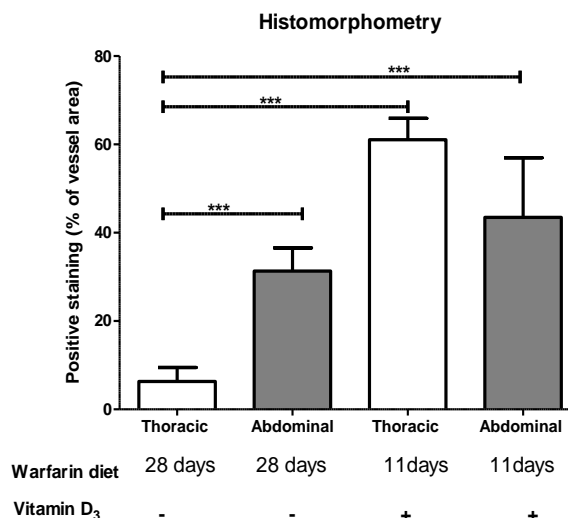 Histomorphometry
Positive staining (% of vessel area)
80
60
40
20
0
***
***
***
Thoracic Abdominal Thoracic Abdominal
Warfarin diet 28 days 28 days 11days 11days
Vitamin D₃ - - + +